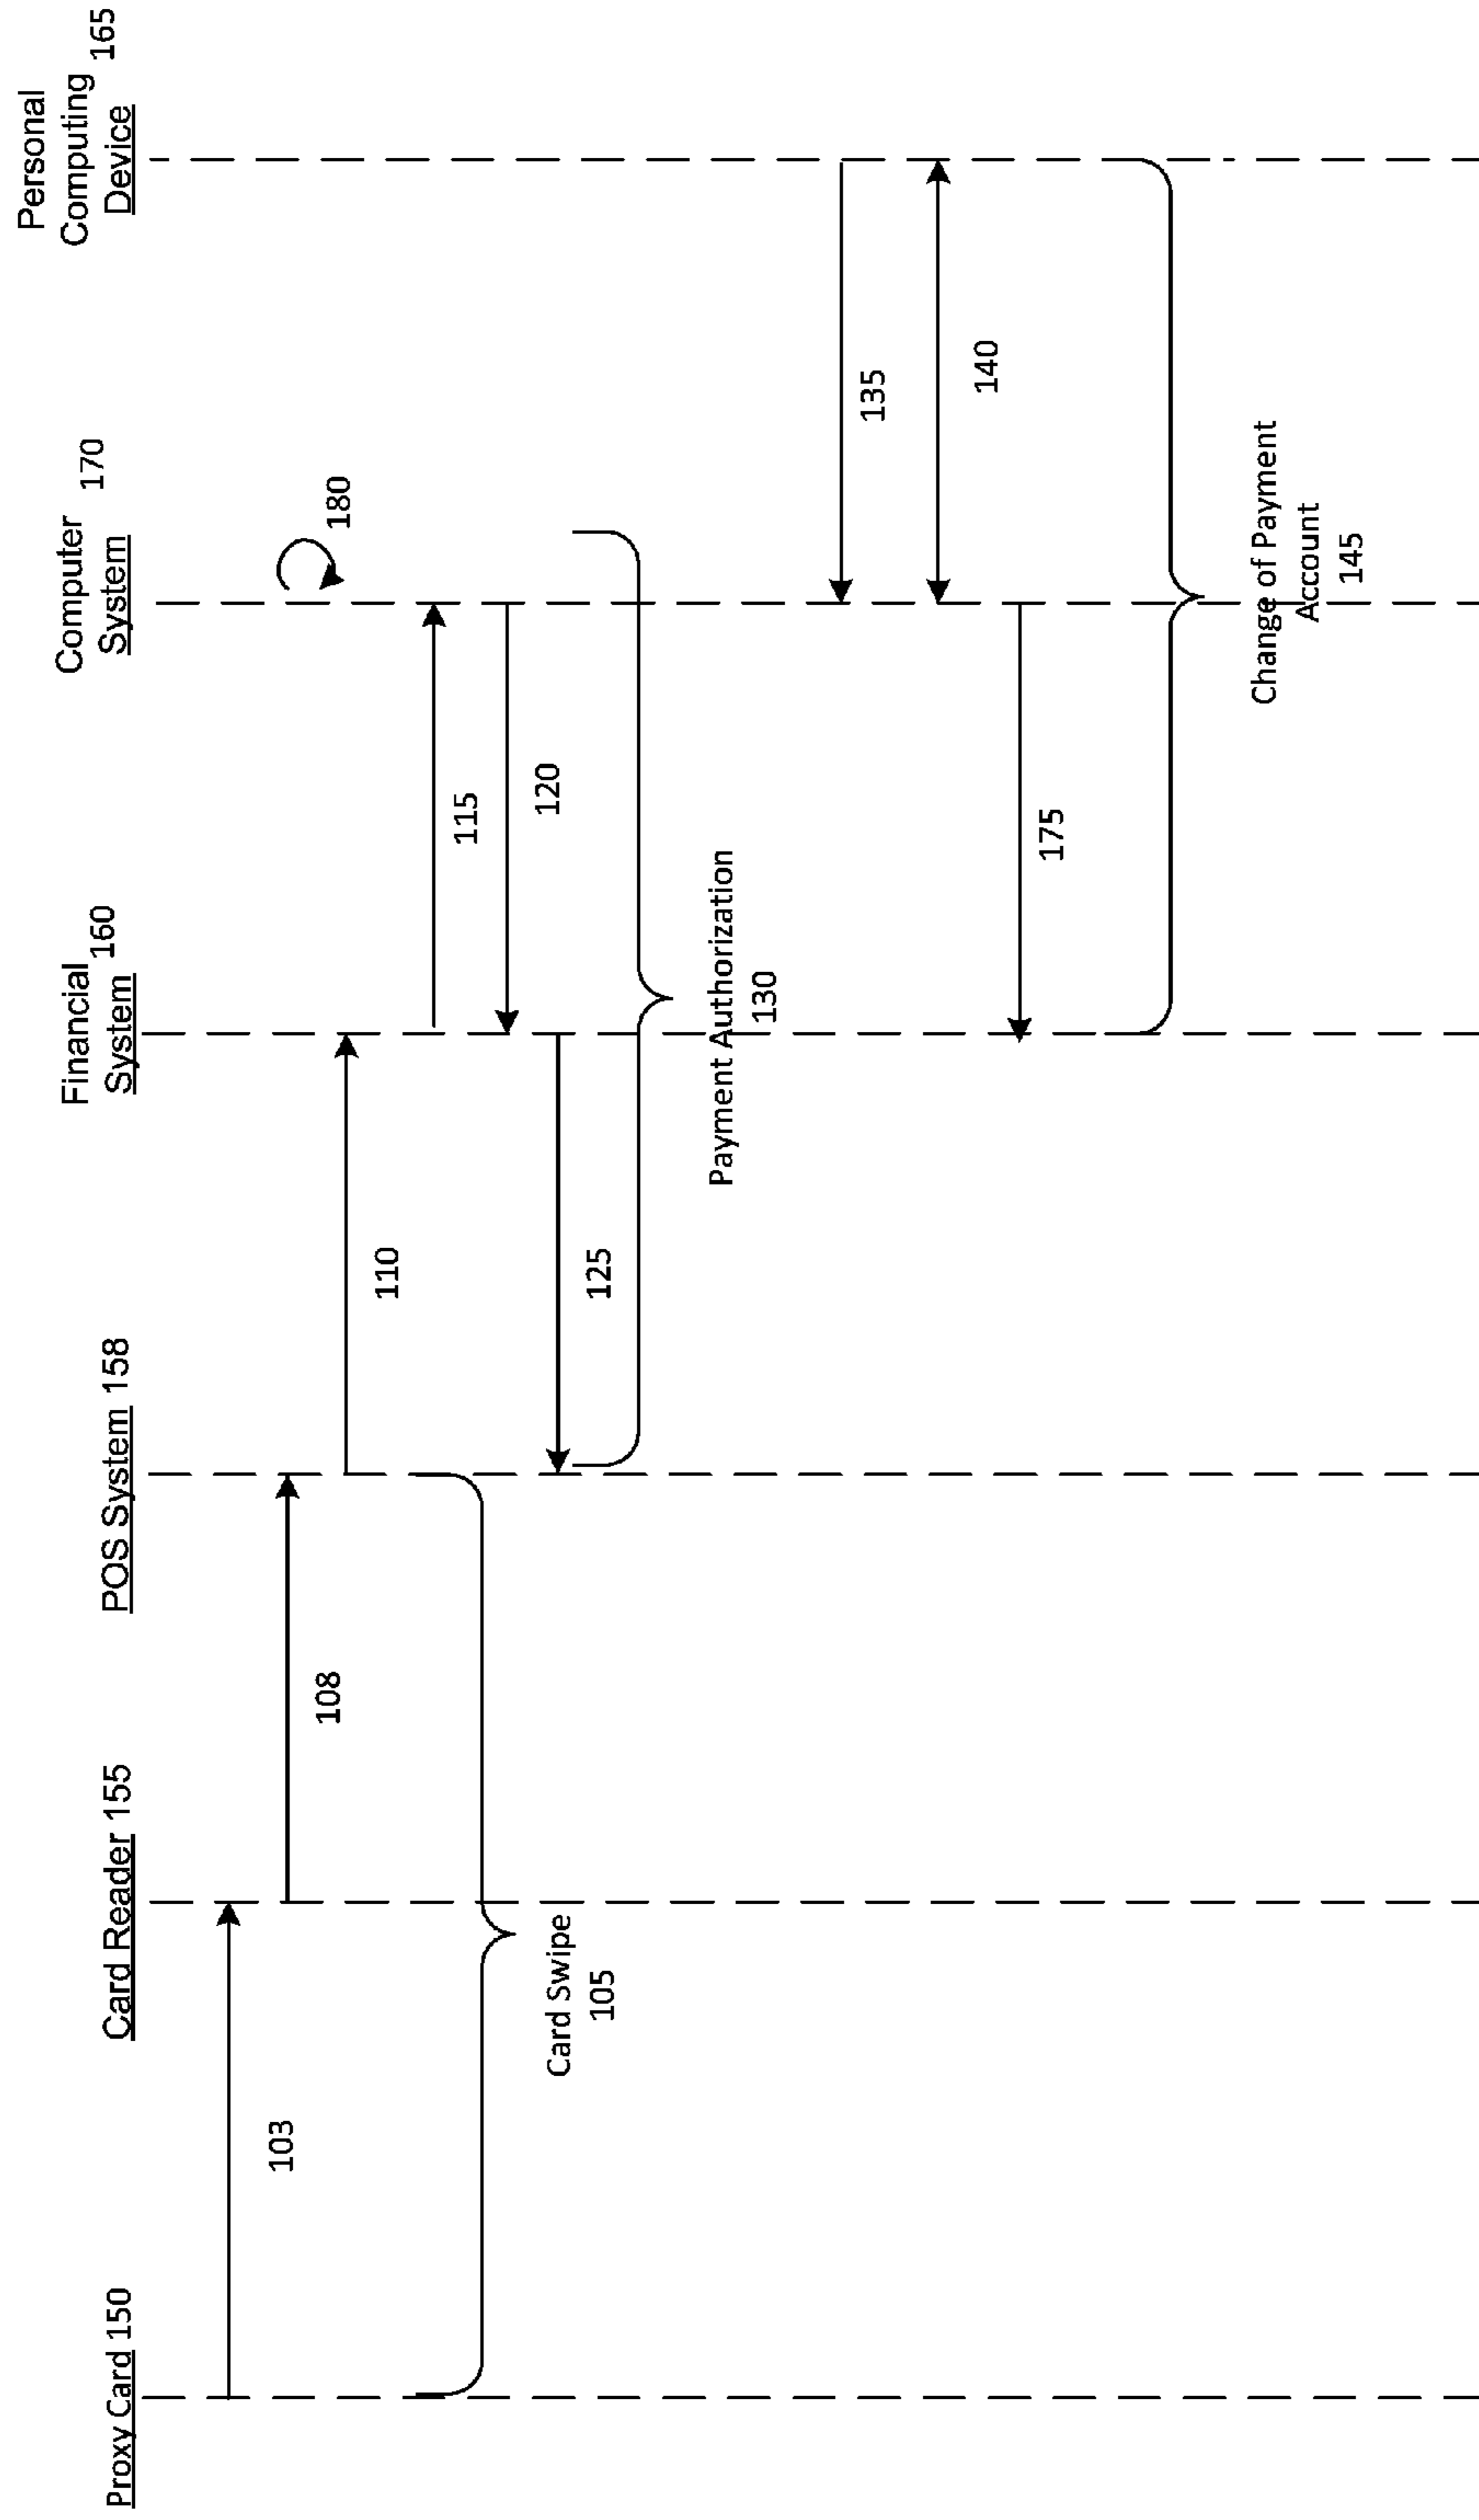 Proxy Card 150
Card Reader 155
POS System 158
Financial
System 160
Computer
System 170
Personal
Computing
Device 165
103
108
180
110
115
120
125
Card Swipe
105
Payment Authorization
130
135
140
175
Change of Payment
Account
145